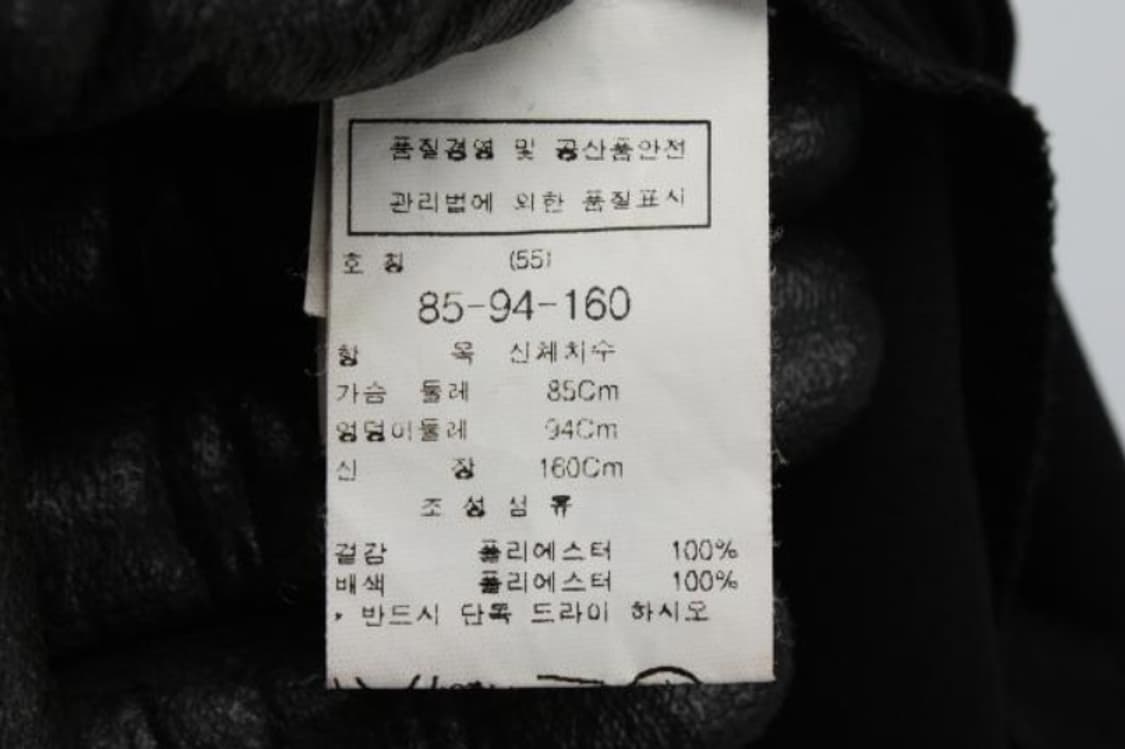 품질경영 및 공산품안전
관리법에 의한 품질표시
호 칭 (55)
85-94-160
항 목 신체치수
가슴 둘레 85Cm
엉덩이둘레 94Cm
신 장 160Cm
조 성 섬 유
겉감 폴리에스터 100%
배색 폴리에스터 100%
* 반드시 단독 드라이 하시오